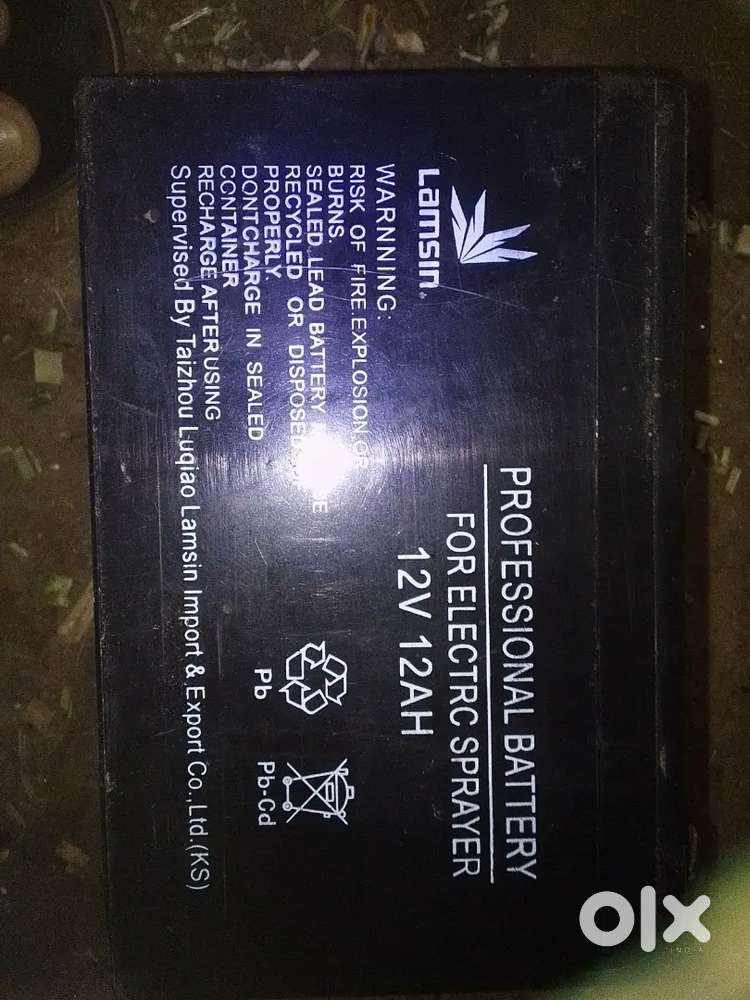 PROFESSIONAL BATTERY
FOR ELECTRC SPRAYER
12V 12AH
Lamsin
WARNNING:
RISK OF FIRE.EXPLOSION.OR
BURNS.
SEALED LEAD BATTERY
RECYCLED OR DISPOSED
PROPERLY.
DONTCHARGE IN SEALED
CONTAINER
RECHARGE AFTER USING
Supervised By Taizhou Luqiao Lamsin Import & Export Co.,Ltd.(KS)
Pb
Pb-Cd
olx
INDIA